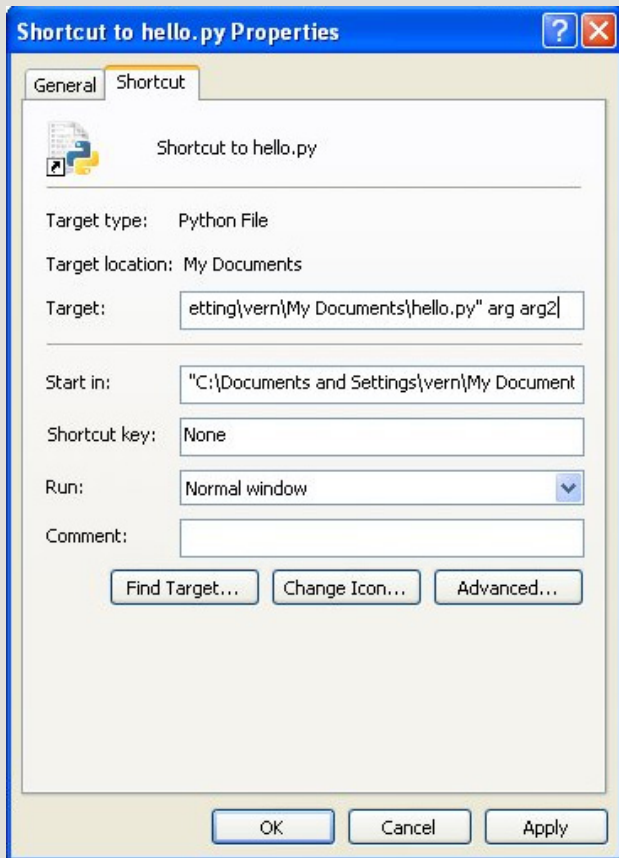 Shortcut to hello.py Properties
General Shortcut
Shortcut to hello.py
Target type: Python File
Target location: My Documents
Target: etting\vern\My Documents\hello.py" arg arg2
Start in: "C:\Documents and Settings\vern\My Document
Shortcut key: None
Run: Normal window
Comment:
Find Target... Change Icon... Advanced...
OK Cancel Apply